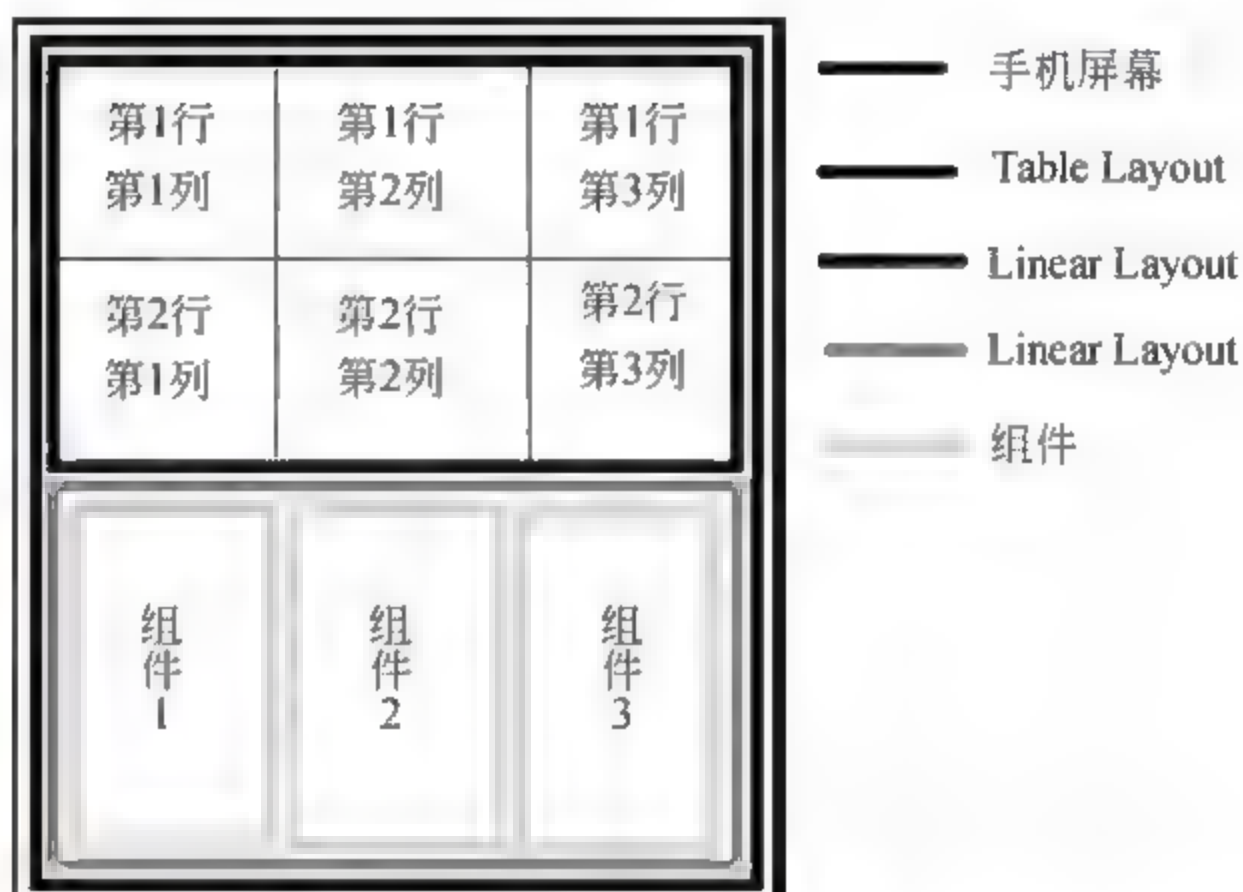 第1行
第1列
第1行
第2列
第1行
第3列
第2行
第1列
第2行
第2列
第2行
第3列
组件1
组件2
组件3
手机屏幕
Table Layout
Linear Layout
Linear Layout
组件